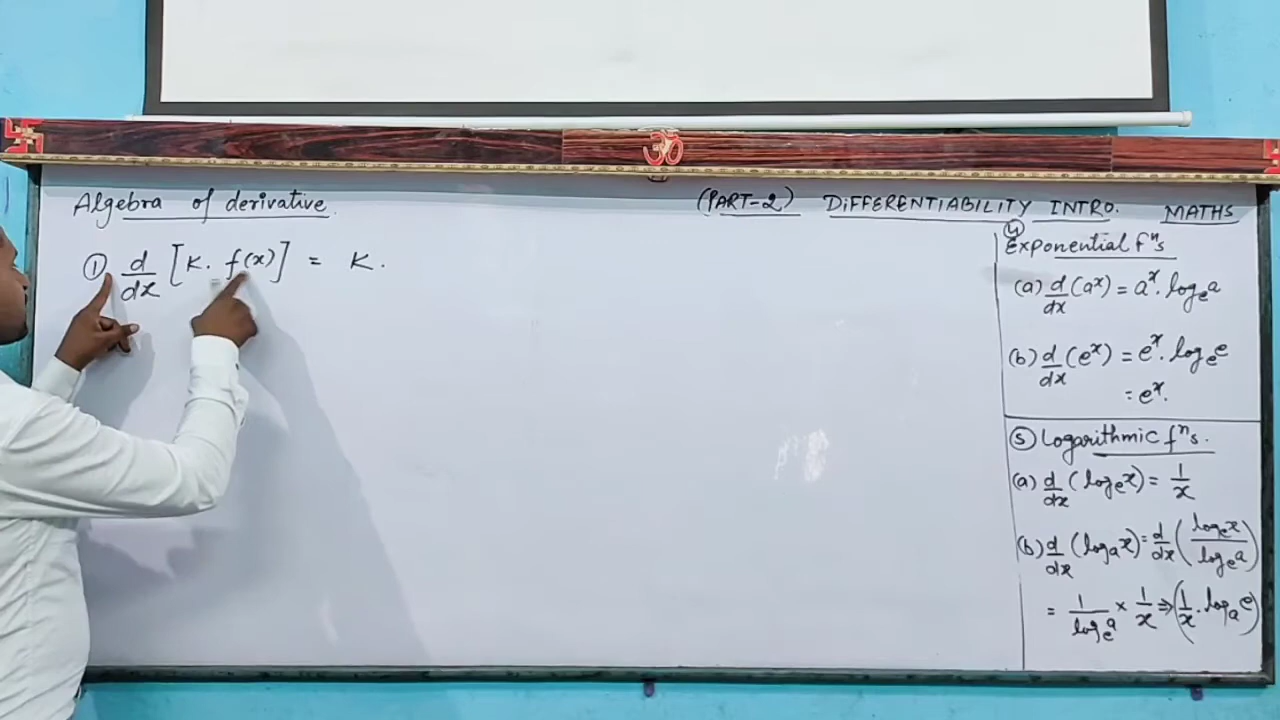 Algebra of derivative.
(PART-2) DIFFERENTIABILITY INTRO. MATHS
① d/dx [K. f(x)] = K.
④ Exponential fⁿs
(a) d/dx (aˣ) = aˣ. logₑa
(b) d/dx (eˣ) = eˣ. logₑe
= eˣ.
⑤ Logarithmic fⁿs.
(a) d/dx (logₑx) = 1/x
(b) d/dx (logₐx) = d/dx (logₑx/logₑa)
= 1/logₑa × 1/x ⇒ (1/x . logₐe)
ॐ